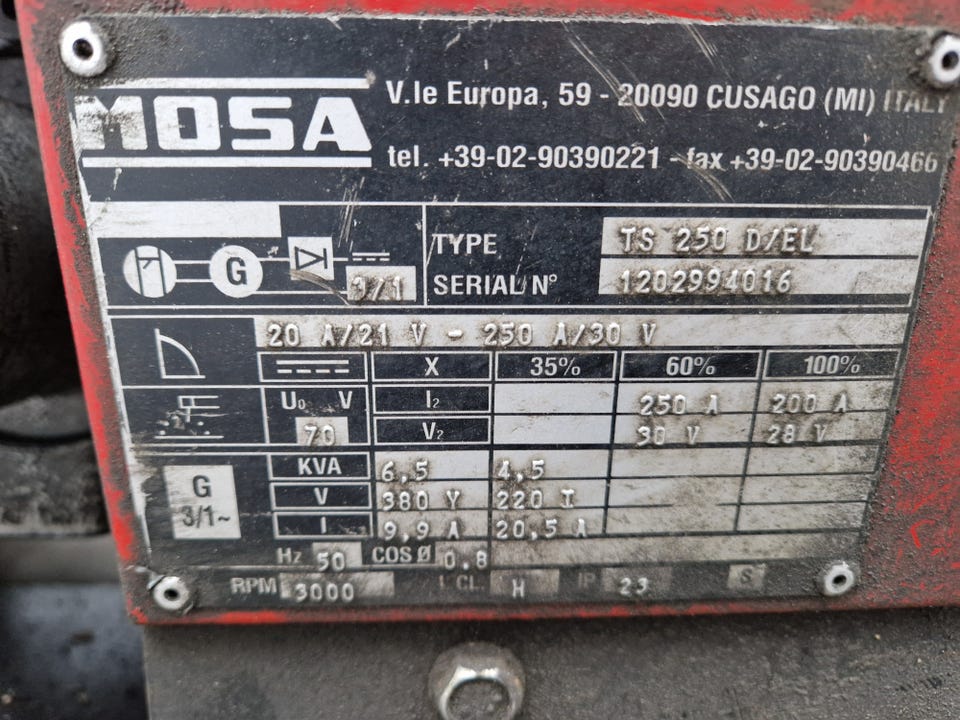 MOSA
V.le Europa, 59 - 20090 CUSAGO (MI) ITALY
tel. +39-02-90390221 - fax +39-02-90390466
TYPE TS 250 D/EL
G 3/1 SERIAL N° 1202994016
20 A/21 V - 250 A/30 V
X 35% 60% 100%
U₀ V I₂ 250 A 200 A
70 V₂ 30 V 28 V
G KVA 6,5 4,5
3/1~ V 380 Y 220 I
I 9,9 A 20,5 A
Hz 50 COS Ø 0.8
RPM 3000 I CL. H IP 23 S